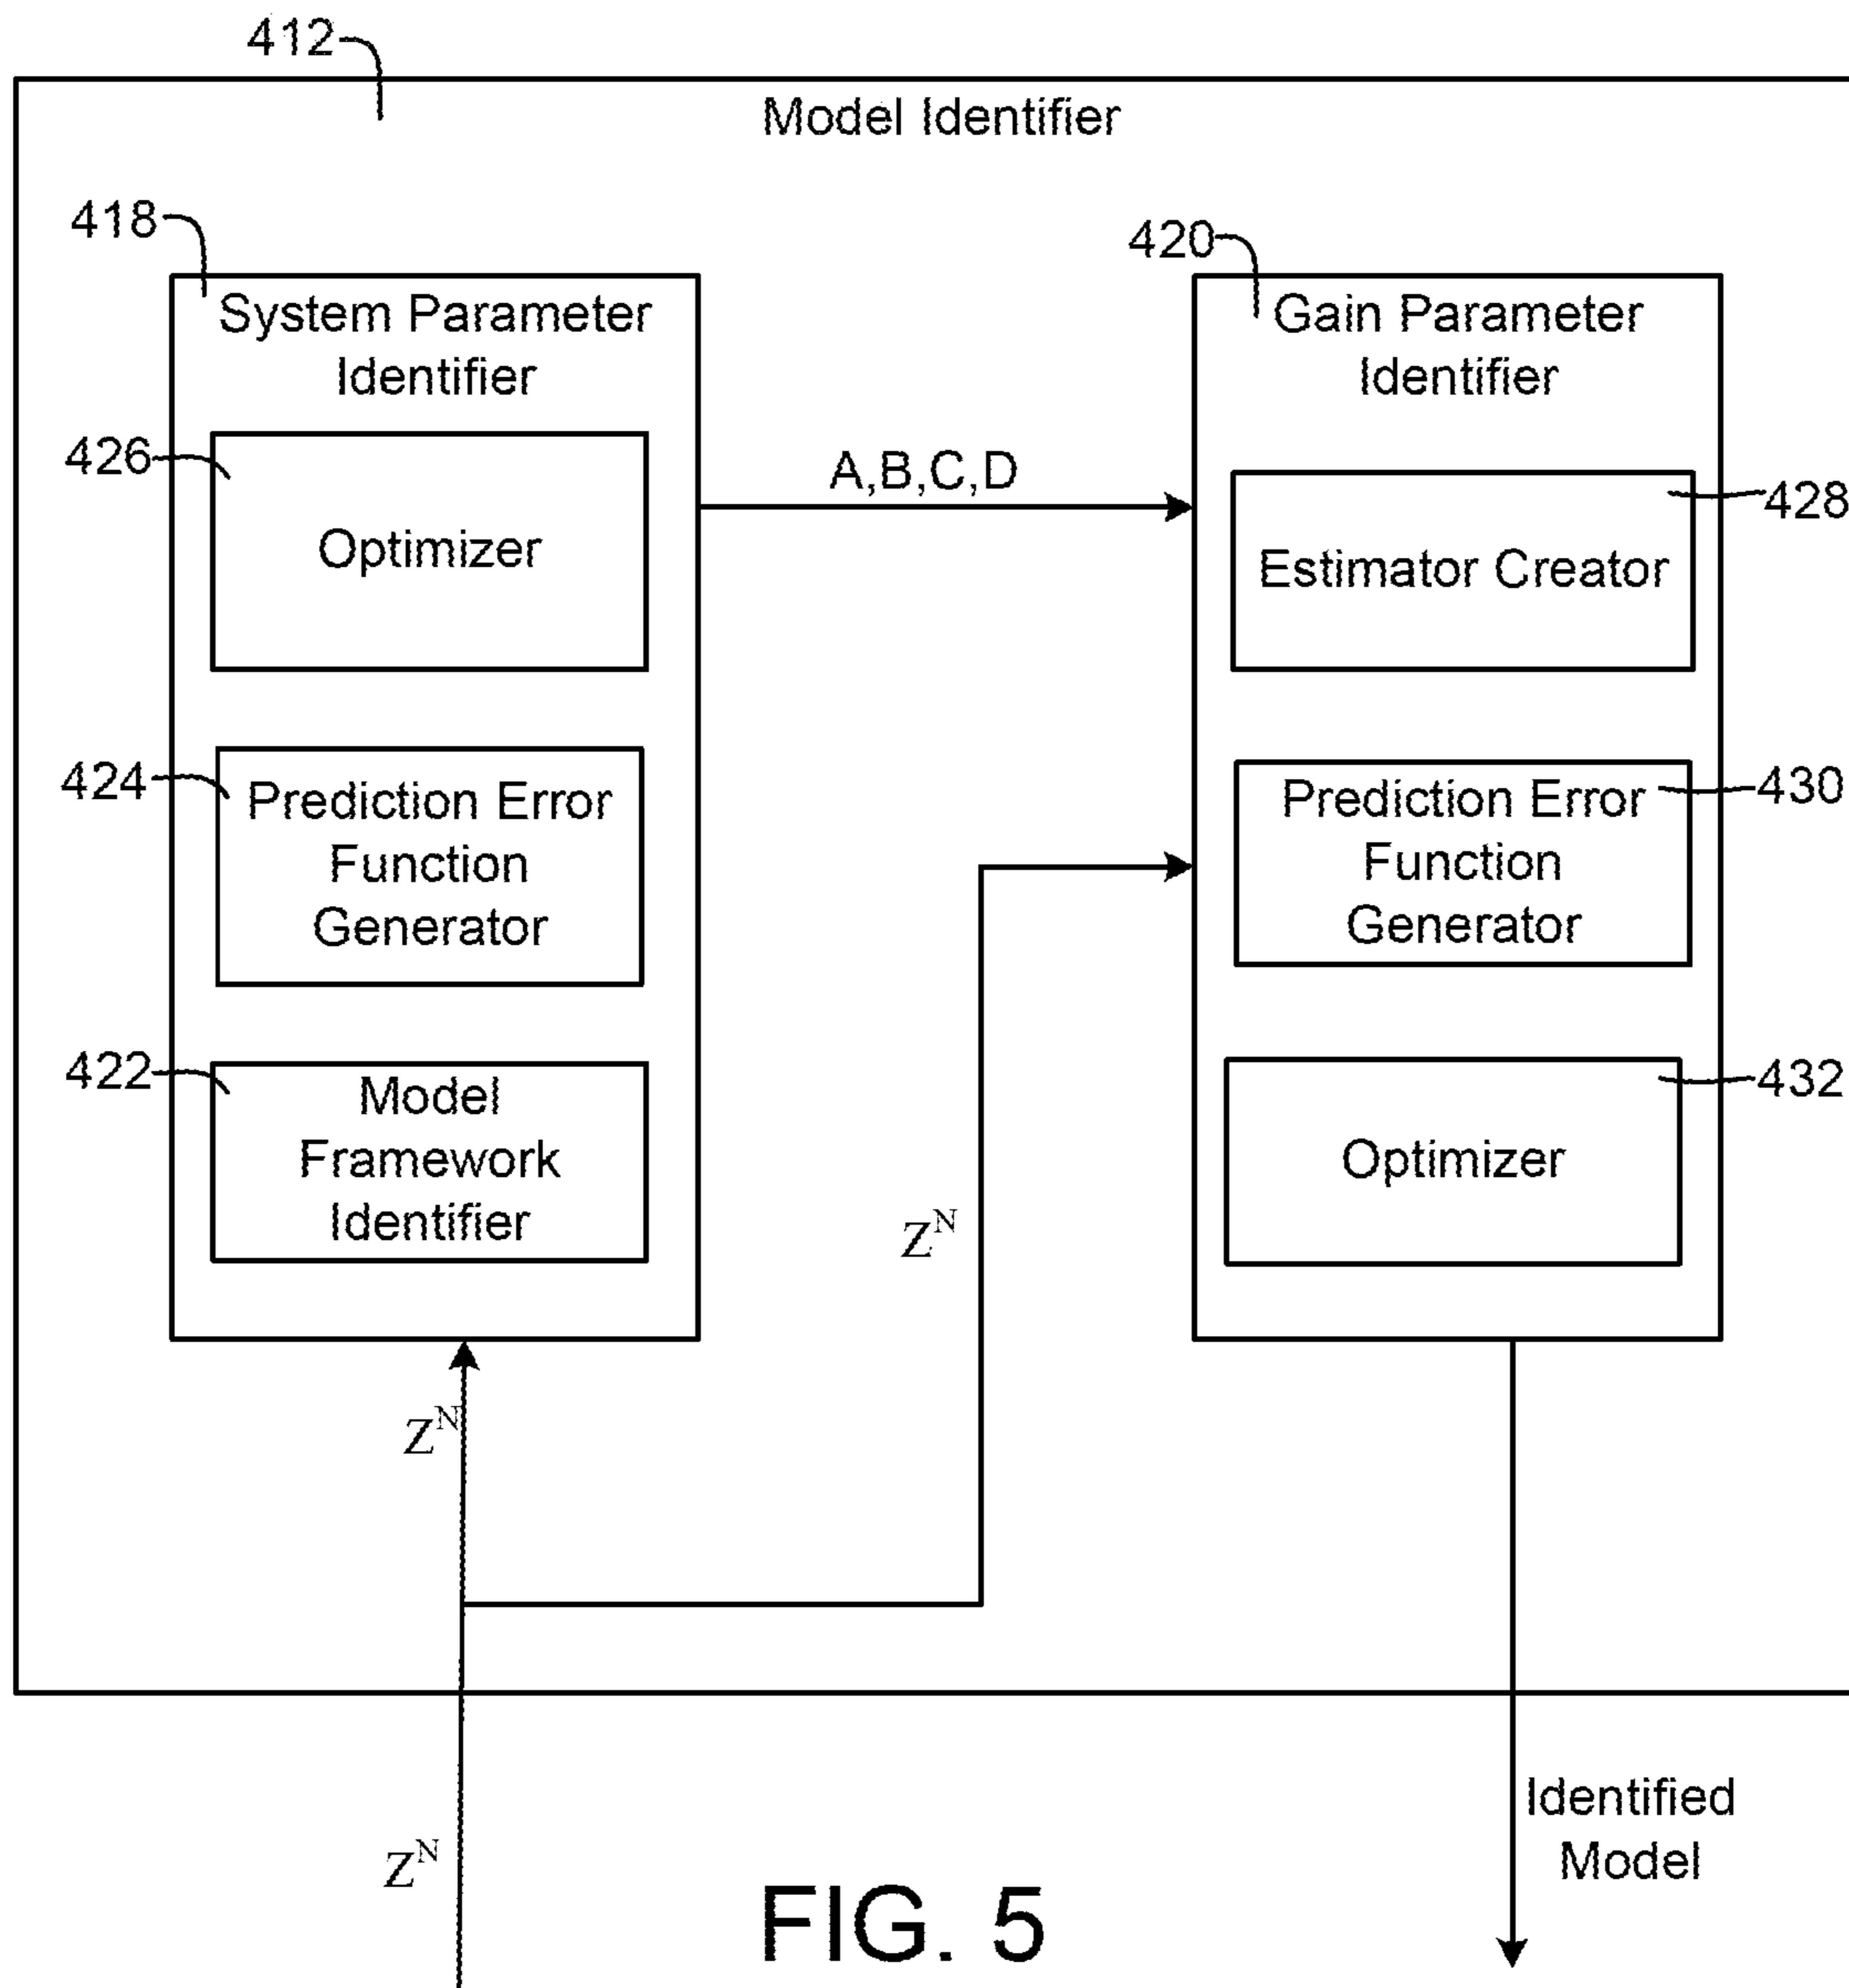 412
Model Identifier
418
420
System Parameter
Identifier
Gain Parameter
Identifier
426
Optimizer
A,B,C,D
428
Estimator Creator
424
Prediction Error
Function
Generator
430
Prediction Error
Function
Generator
422
Model
Framework
Identifier
432
Optimizer
Z^N
Z^N
Identified
Model
Z^N
FIG. 5